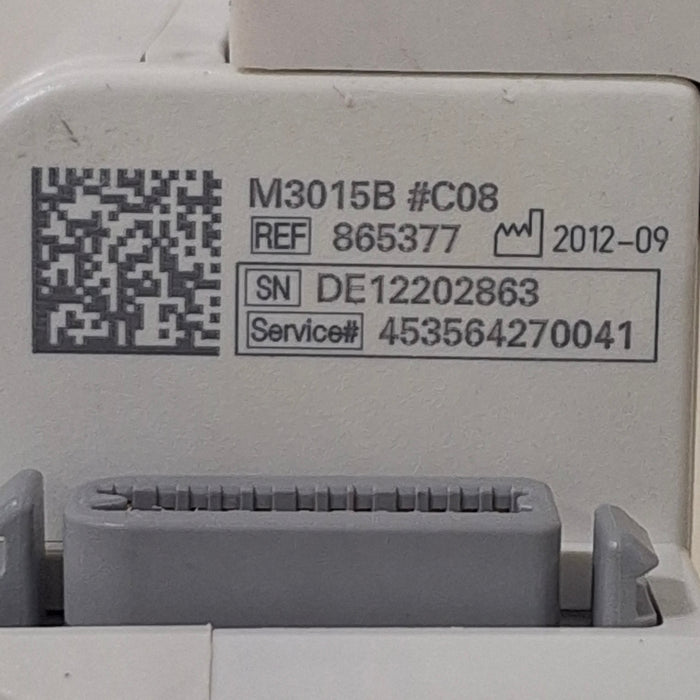 M3015B #C08
REF 865377 2012-09
SN DE12202863
Service# 453564270041